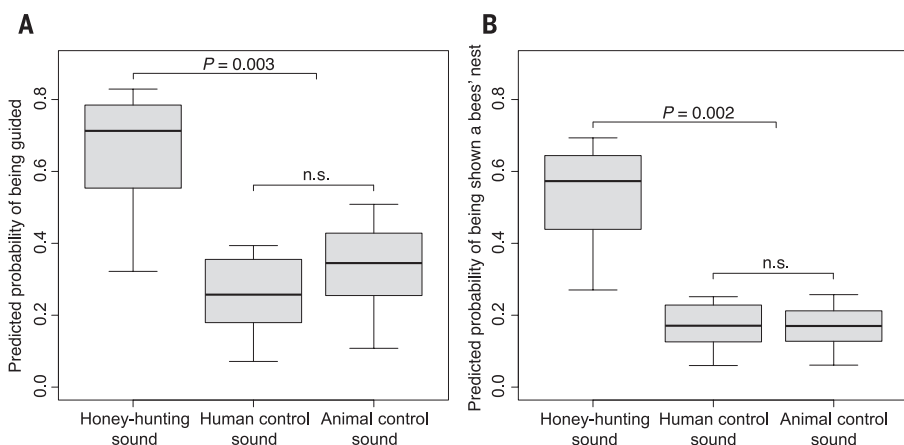 A
Predicted probability of being guided
0.8
0.6
0.4
0.2
0.0
P = 0.003
n.s.
Honey-hunting
sound
Human control
sound
Animal control
sound
B
Predicted probability of being shown a bees' nest
0.8
0.6
0.4
0.2
0.0
P = 0.002
n.s.
Honey-hunting
sound
Human control
sound
Animal control
sound